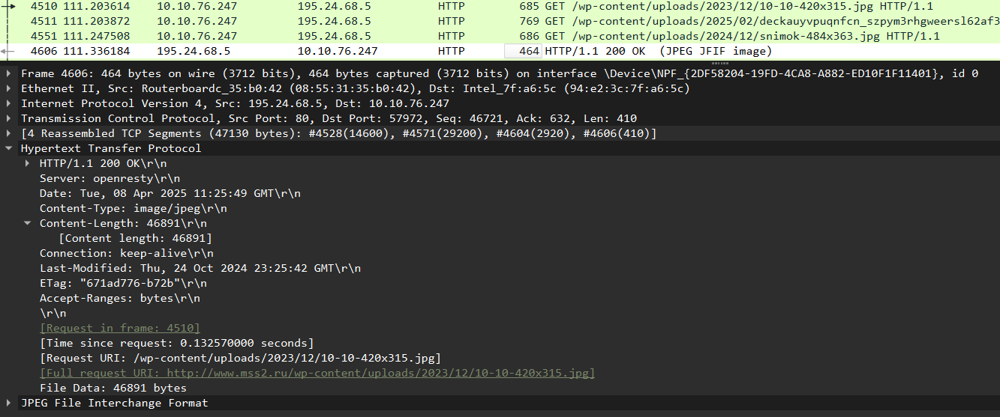 4510 111.203614 10.10.76.247 195.24.68.5 HTTP 685 GET /wp-content/uploads/2023/12/10-10-420x315.jpg HTTP/1.1
4511 111.203872 10.10.76.247 195.24.68.5 HTTP 769 GET /wp-content/uploads/2025/02/deckauyvpuqnfcn_szpym3rhgweersl62af3
4551 111.247508 10.10.76.247 195.24.68.5 HTTP 686 GET /wp-content/uploads/2024/12/snimok-484x363.jpg HTTP/1.1
4606 111.336184 195.24.68.5 10.10.76.247 HTTP 464 HTTP/1.1 200 OK (JPEG JFIF image)
Frame 4606: 464 bytes on wire (3712 bits), 464 bytes captured (3712 bits) on interface \Device\NPF_{2DF58204-19FD-4CA8-A882-ED10F1F11401}, id 0
Ethernet II, Src: Routerboardc_35:b0:42 (08:55:31:35:b0:42), Dst: Intel_7f:a6:5c (94:e2:3c:7f:a6:5c)
Internet Protocol Version 4, Src: 195.24.68.5, Dst: 10.10.76.247
Transmission Control Protocol, Src Port: 80, Dst Port: 57972, Seq: 46721, Ack: 632, Len: 410
[4 Reassembled TCP Segments (47130 bytes): #4528(14600), #4571(29200), #4604(2920), #4606(410)]
Hypertext Transfer Protocol
HTTP/1.1 200 OK\r\n
Server: openresty\r\n
Date: Tue, 08 Apr 2025 11:25:49 GMT\r\n
Content-Type: image/jpeg\r\n
Content-Length: 46891\r\n
[Content length: 46891]
Connection: keep-alive\r\n
Last-Modified: Thu, 24 Oct 2024 23:25:42 GMT\r\n
ETag: "671ad776-b72b"\r\n
Accept-Ranges: bytes\r\n
\r\n
[Request in frame: 4510]
[Time since request: 0.132570000 seconds]
[Request URI: /wp-content/uploads/2023/12/10-10-420x315.jpg]
[Full request URI: http://www.mss2.ru/wp-content/uploads/2023/12/10-10-420x315.jpg]
File Data: 46891 bytes
JPEG File Interchange Format